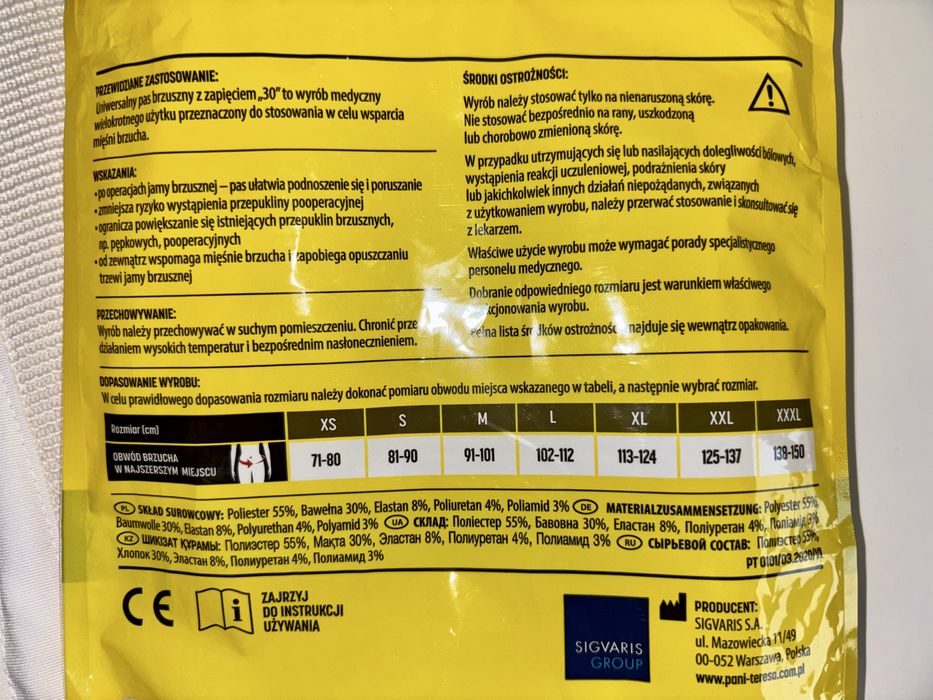 PRZEWIDZIANE ZASTOSOWANIE:
Uniwersalny pas brzuszny z zapięciem „30” to wyrób medyczny
wielokrotnego użytku przeznaczony do stosowania w celu wsparcia
mięśni brzucha.
WSKAZANIA:
• po operacjach jamy brzusznej – pas ułatwia podnoszenie się i poruszanie
• zmniejsza ryzyko wystąpienia przepukliny pooperacyjnej
• ogranicza powiększanie się istniejących przepuklin brzusznych,
np. pępkowych, pooperacyjnych
• od zewnątrz wspomaga mięśnie brzucha i zapobiega opuszczaniu
trzewi jamy brzusznej
PRZECHOWYWANIE:
Wyrób należy przechowywać w suchym pomieszczeniu. Chronić prze
działaniem wysokich temperatur i bezpośrednim nasłonecznieniem.
ŚRODKI OSTROŻNOŚCI:
Wyrób należy stosować tylko na nienaruszoną skórę.
Nie stosować bezpośrednio na rany, uszkodzoną
lub chorobowo zmienioną skórę.
W przypadku utrzymujących się lub nasilających dolegliwości bólowych,
wystąpienia reakcji uczuleniowej, podrażnienia skóry
lub jakichkolwiek innych działań niepożądanych, związanych
z użytkowaniem wyrobu, należy przerwać stosowanie i skonsultować się
z lekarzem.
Właściwe użycie wyrobu może wymagać porady specjalistycznego
personelu medycznego.
Dobranie odpowiedniego rozmiaru jest warunkiem właściwego
kcjonowania wyrobu.
Pełna lista środków ostrożnośc najduje się wewnątrz opakowania.
DOPASOWANIE WYROBU:
W celu prawidłowego dopasowania rozmiaru należy dokonać pomiaru obwodu miejsca wskazanego w tabeli, a następnie wybrać rozmiar.
Rozmiar (cm) XS S M L XL XXL XXXL
OBWÓD BRZUCHA
W NAJSZERSZYM MIEJSCU 71-80 81-90 91-101 102-112 113-124 125-137 138-150
PL SKŁAD SUROWCOWY: Poliester 55%, Bawełna 30%, Elastan 8%, Poliuretan 4%, Poliamid 3% DE MATERIALZUSAMMENSETZUNG: Polyester 55%,
Baumwolle 30%, Elastan 8%, Polyurethan 4%, Polyamid 3% UA СКЛАД: Поліестер 55%, Бавовна 30%, Еластан 8%, Поліуретан 4%, Поліамід 3%
KZ ШИКІЗАТ ҚҰРАМЫ: Полиэстер 55%, Мақта 30%, Эластан 8%, Полиуретан 4%, Полиамид 3% RU СЫРЬЕВОЙ СОСТАВ: Полиэстер 55%,
Хлопок 30%, Эластан 8%, Полиуретан 4%, Полиамид 3%
PT 0101/03.2020/
CE
i
ZAJRZYJ
DO INSTRUKCJI
UŻYWANIA
SIGVARIS
GROUP
PRODUCENT:
SIGVARIS S.A.
ul. Mazowiecka 11/49
00-052 Warszawa, Polska
www.pani-teresa.com.pl